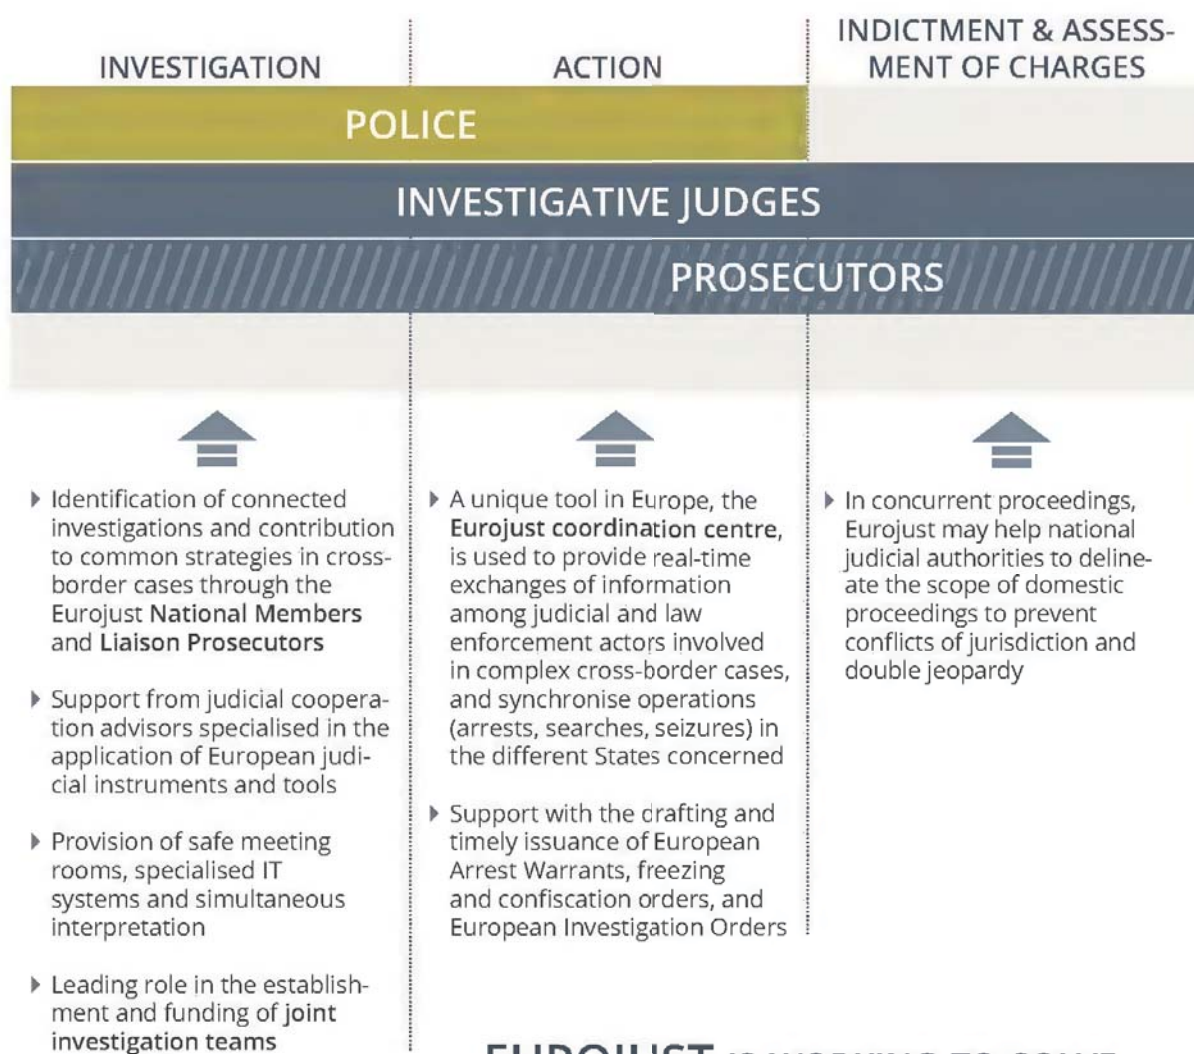 INVESTIGATION
ACTION
INDICTMENT & ASSESS-
MENT OF CHARGES
POLICE
INVESTIGATIVE JUDGES
PROSECUTORS
Identification of connected
investigations and contribution
to common strategies in cross-
border cases through the
Eurojust National Members
and Liaison Prosecutors
Support from judicial coopera-
tion advisors specialised in the
application of European judi-
cial instruments and tools
Provision of safe meeting
rooms, specialised IT
systems and simultaneous
interpretation
Leading role in the establish-
ment and funding of joint
investigation teams
A unique tool in Europe, the
Eurojust coordination centre,
is used to provide real-time
exchanges of information
among judicial and law
enforcement actors involved
in complex cross-border cases,
and synchronise operations
(arrests, searches, seizures) in
the different States concerned
Support with the drafting and
timely issuance of European
Arrest Warrants, freezing
and confiscation orders, and
European Investigation Orders
In concurrent proceedings,
Eurojust may help national
judicial authorities to deline-
ate the scope of domestic
proceedings to prevent
conflicts of jurisdiction and
double jeopardy
EUROJUST IS WORKING TO SOLVE